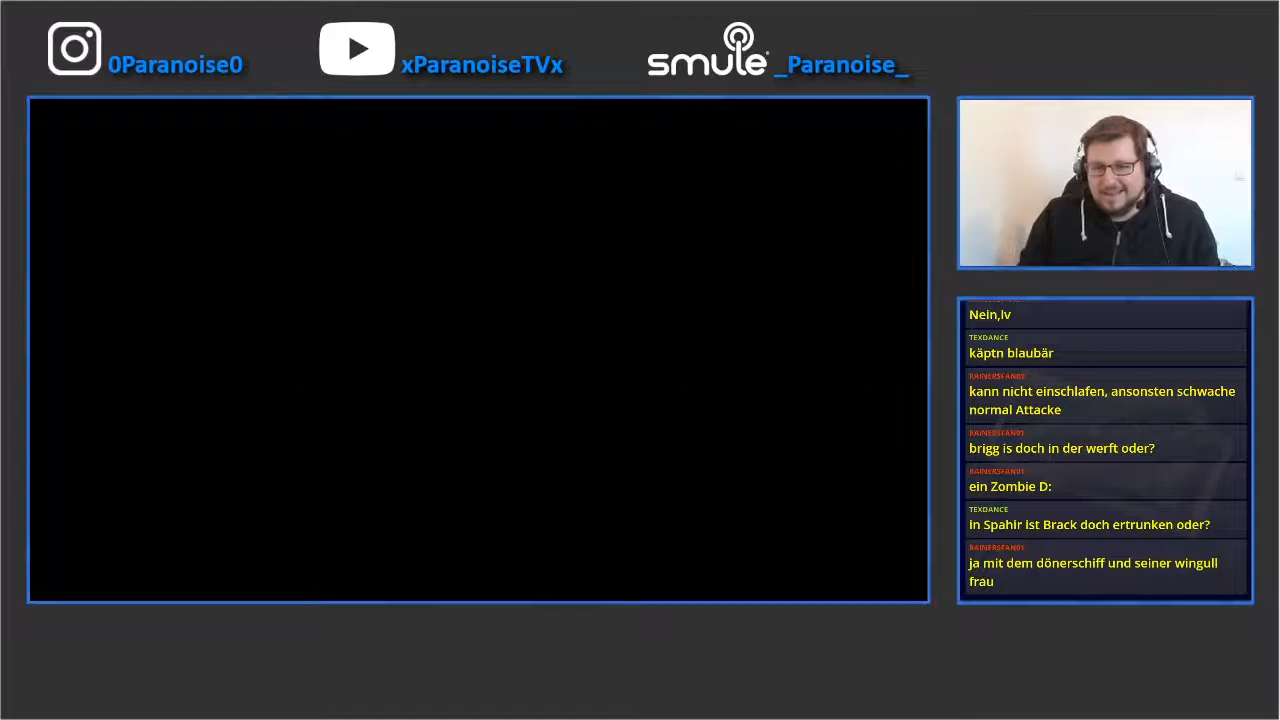 0Paranoise0
xParanoiseTVx
smule
_Paranoise_
Nein,lv
TEXDANCE
käptn blaubär
RAINERSFAN01
kann nicht einschlafen, ansonsten schwache
normal Attacke
RAINERSFAN01
brigg is doch in der werft oder?
RAINERSFAN01
ein Zombie D:
TEXDANCE
in Spahir ist Brack doch ertrunken oder?
RAINERSFAN01
ja mit dem dönerschiff und seiner wingull
frau